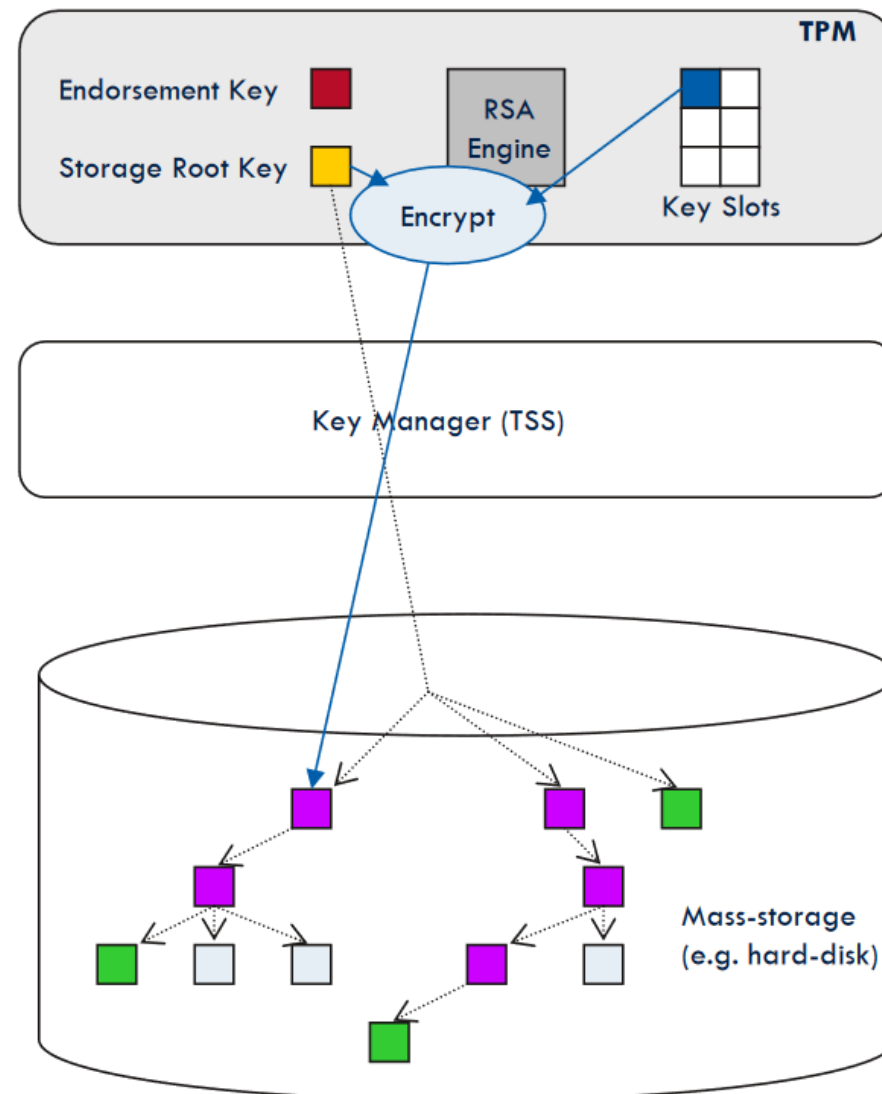 TPM
Endorsement Key
RSA
Engine
Storage Root Key
Encrypt
Key Slots
Key Manager (TSS)
Mass-storage
(e.g. hard-disk)